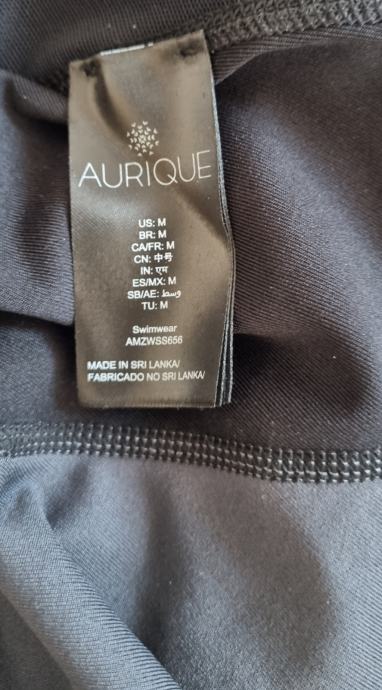 AURIQUE
US: M
BR: M
CA/FR: M
CN: 中号
IN: एम
ES/MX: M
SB/AE: وسط
TU: M
Swimwear
AMZWSS656
MADE IN SRI LANKA/
FABRICADO NO SRI LANKA/